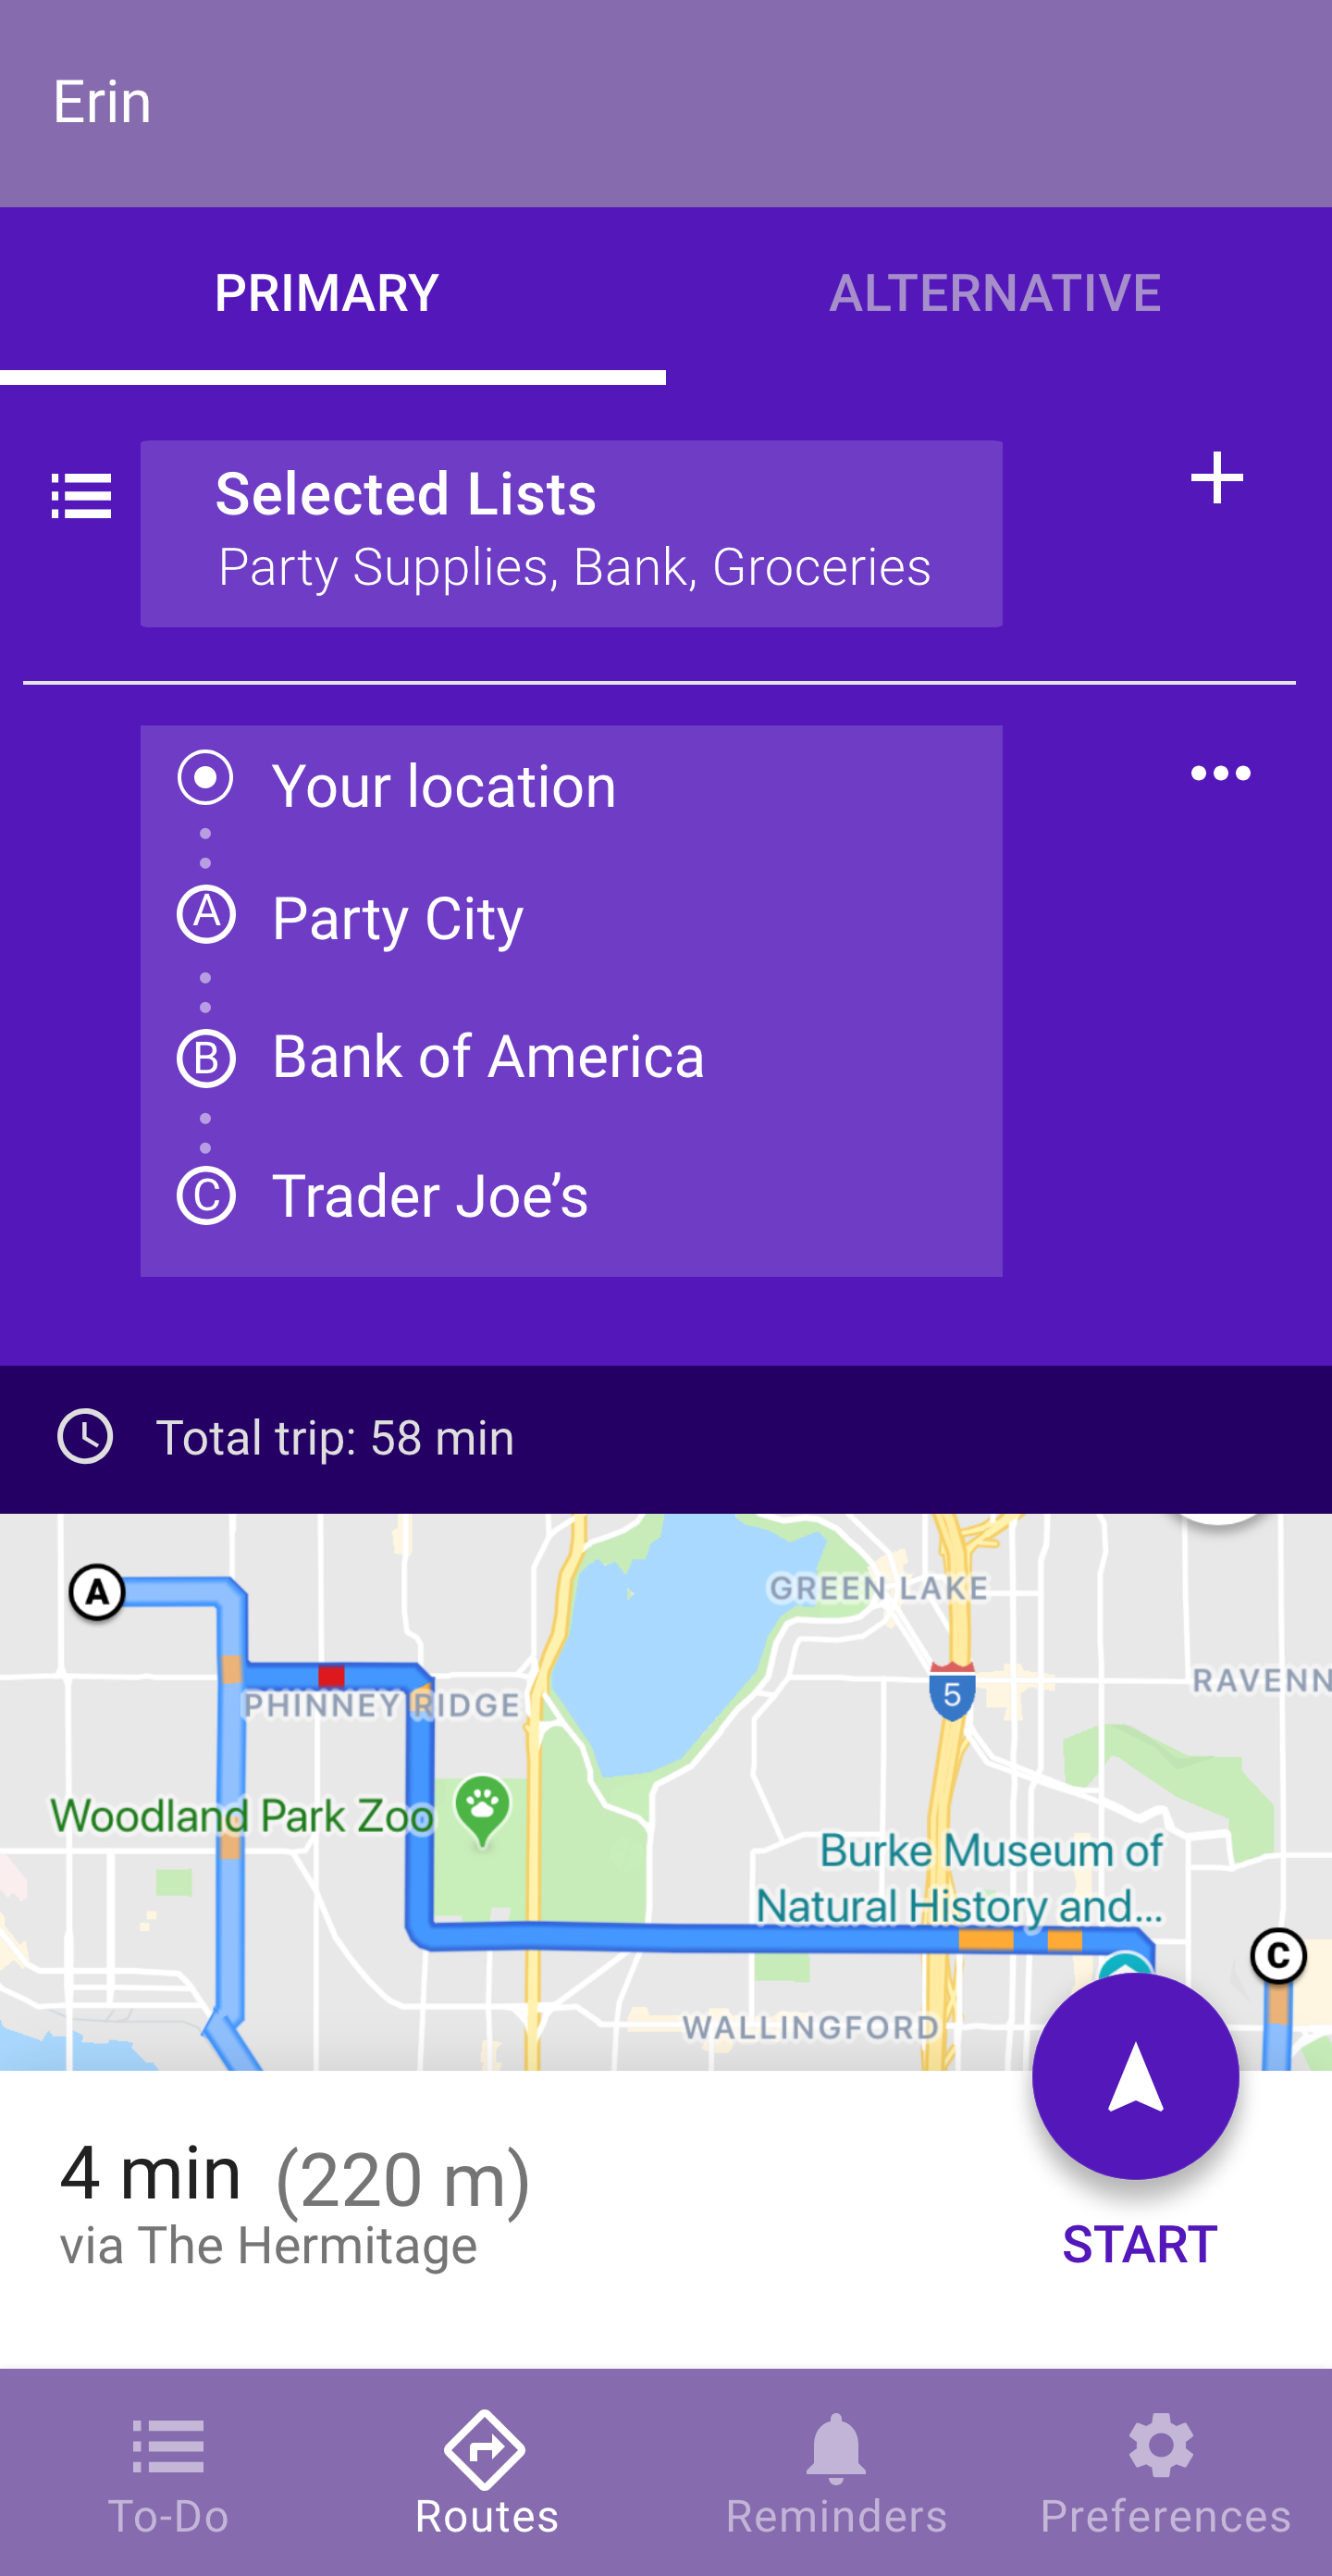 Erin
PRIMARY
ALTERNATIVE
Selected Lists
Party Supplies, Bank, Groceries
Your location
A Party City
B Bank of America
C Trader Joe’s
Total trip: 58 min
A
GREEN LAKE
5
RAVENN
PHINNEY RIDGE
Woodland Park Zoo
Burke Museum of
Natural History and...
C
WALLINGFORD
4 min (220 m)
via The Hermitage
START
To-Do
Routes
Reminders
Preferences